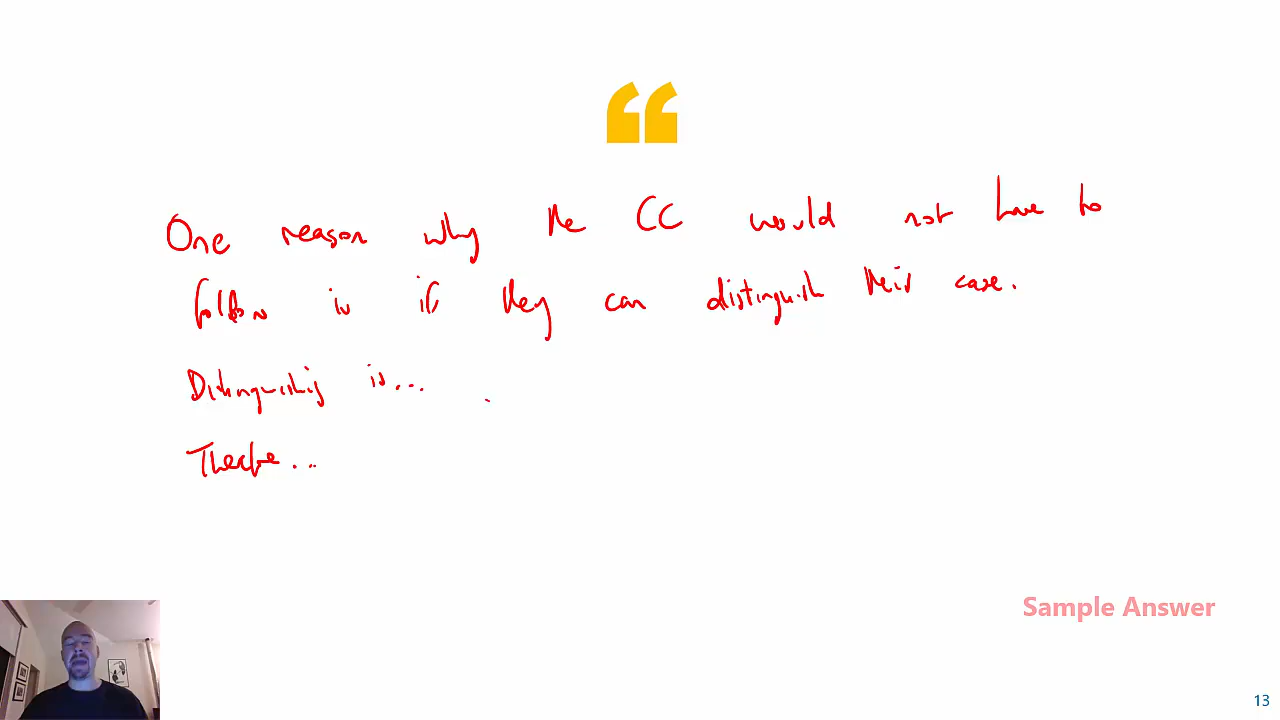 “
One reason why the CC would not have to
follow is if they can distinguish their case.
Distinguishing is...
Therefore...
Sample Answer
13